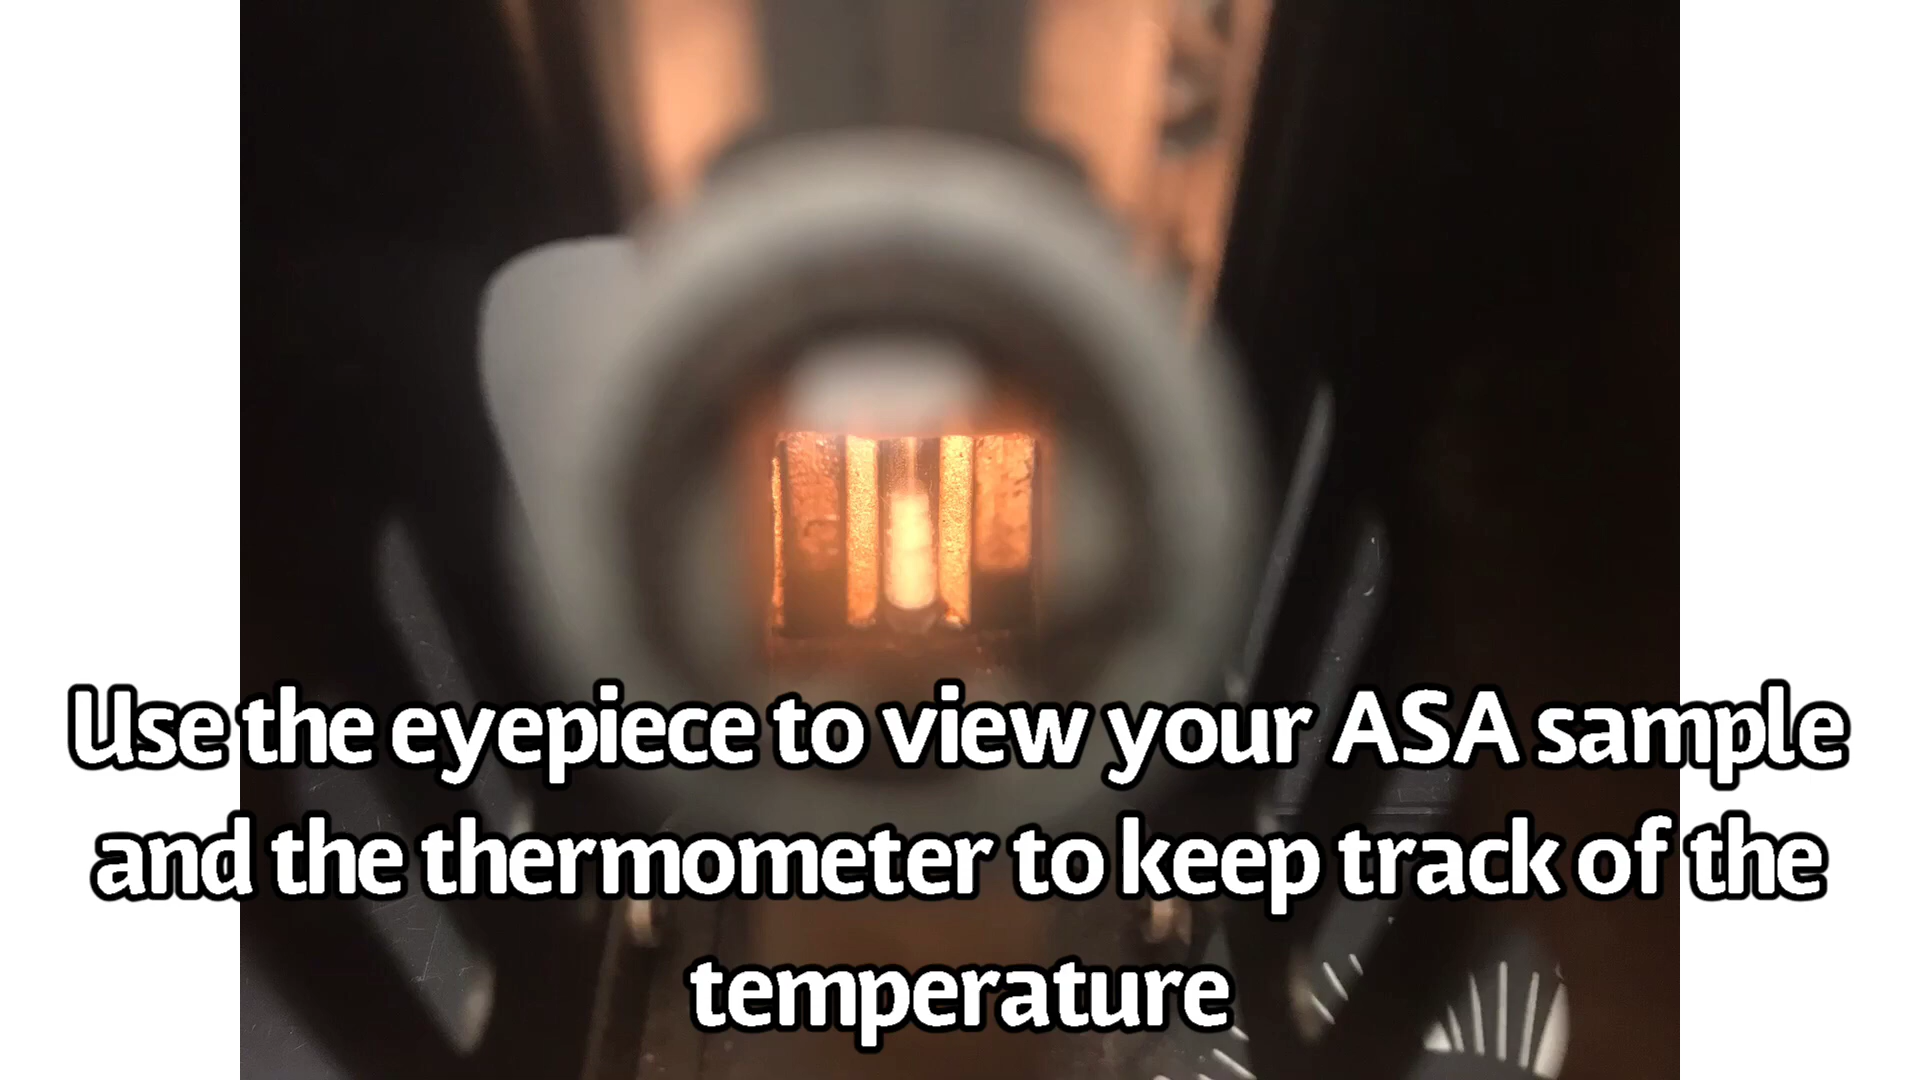 Use the eyepiece to view your ASA sample
and the thermometer to keep track of the
temperature